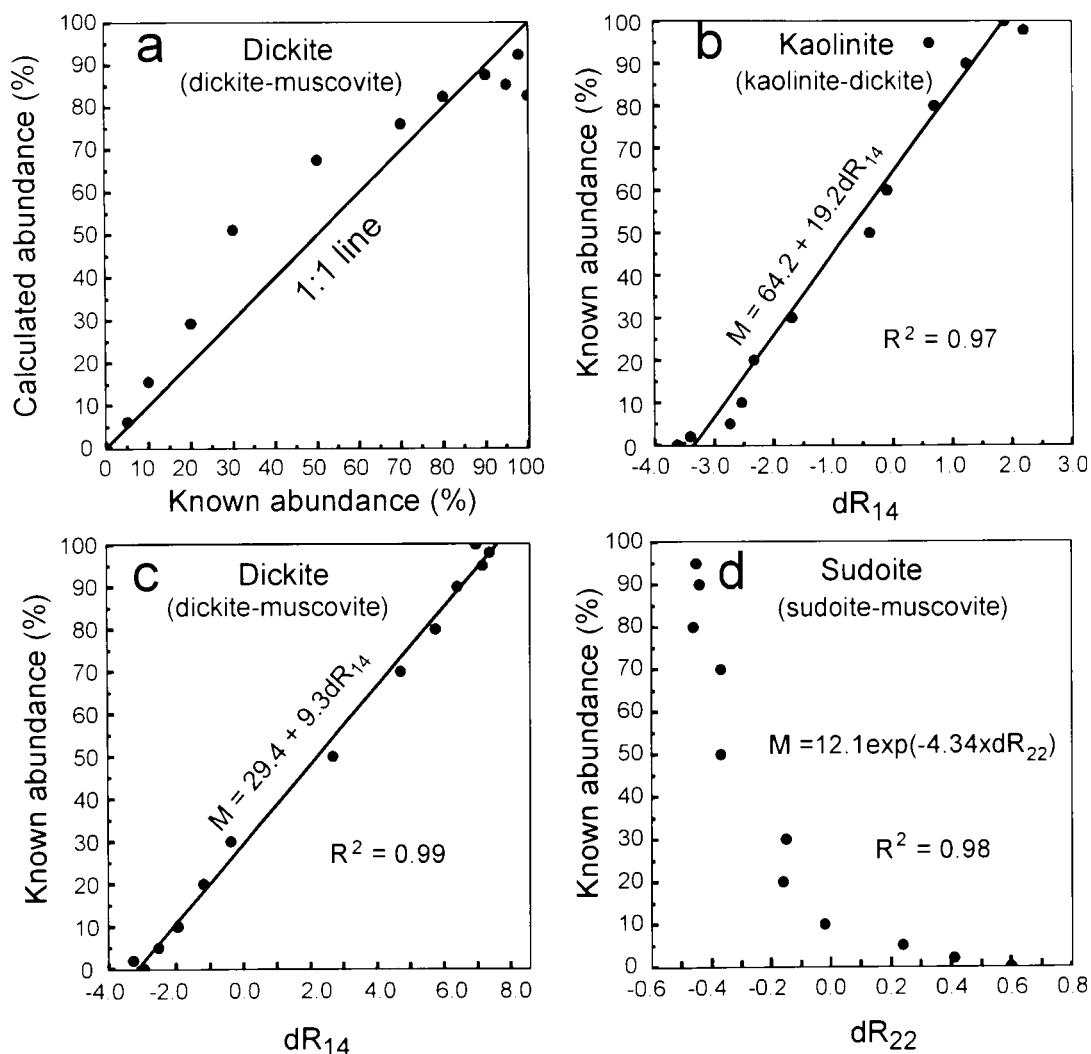 a
Dickite
(dickite-muscovite)
1:1 line
Calculated abundance (%)
100
90
80
70
60
50
40
30
20
10
0
0 10 20 30 40 50 60 70 80 90 100
Known abundance (%)
b
Kaolinite
(kaolinite-dickite)
M = 64.2 + 19.2dR₁₄
R² = 0.97
Known abundance (%)
100
90
80
70
60
50
40
30
20
10
0
-4.0 -3.0 -2.0 -1.0 0.0 1.0 2.0 3.0
dR₁₄
c
Dickite
(dickite-muscovite)
M = 29.4 + 9.3dR₁₄
R² = 0.99
Known abundance (%)
100
90
80
70
60
50
40
30
20
10
0
-4.0 -2.0 0.0 2.0 4.0 6.0 8.0
dR₁₄
d
Sudoite
(sudoite-muscovite)
M =12.1exp(-4.34xdR₂₂)
R² = 0.98
Known abundance (%)
100
90
80
70
60
50
40
30
20
10
0
-0.6 -0.4 -0.2 0.0 0.2 0.4 0.6 0.8
dR₂₂